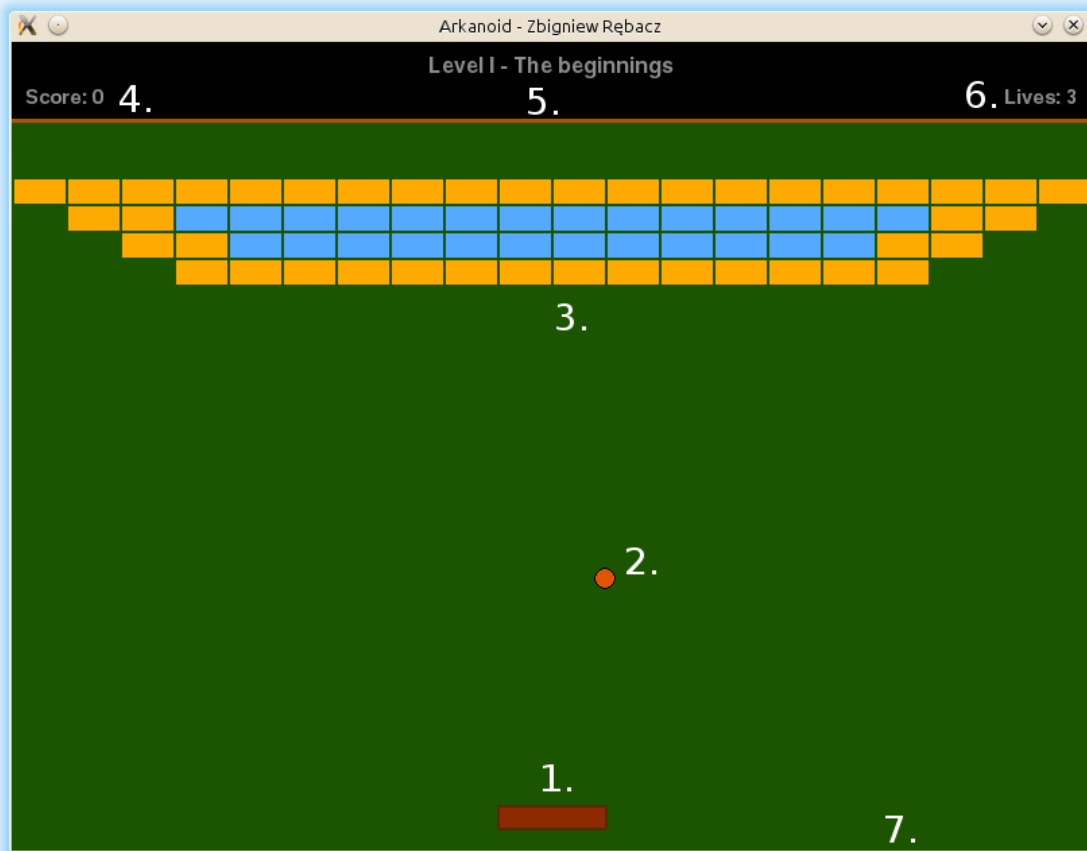 Arkanoid - Zbigniew Rębacz
Level I - The beginnings
Score: 0 4. 5. 6. Lives: 3
3.
2.
1.
7.